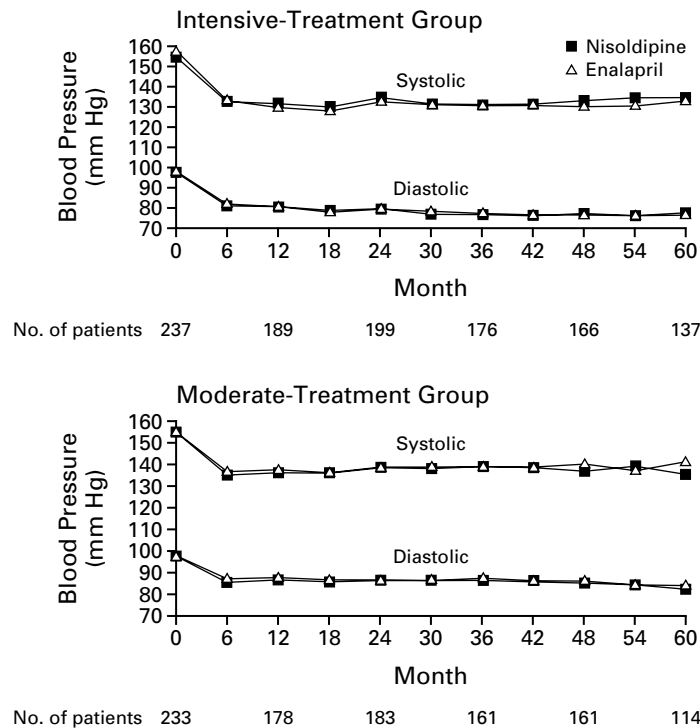 Intensive-Treatment Group
Nisoldipine
Enalapril
Systolic
Diastolic
Blood Pressure
(mm Hg)
160
150
140
130
120
110
100
90
80
70
0 6 12 18 24 30 36 42 48 54 60
Month
No. of patients 237 189 199 176 166 137
Moderate-Treatment Group
Systolic
Diastolic
Blood Pressure
(mm Hg)
160
150
140
130
120
110
100
90
80
70
0 6 12 18 24 30 36 42 48 54 60
Month
No. of patients 233 178 183 161 161 114